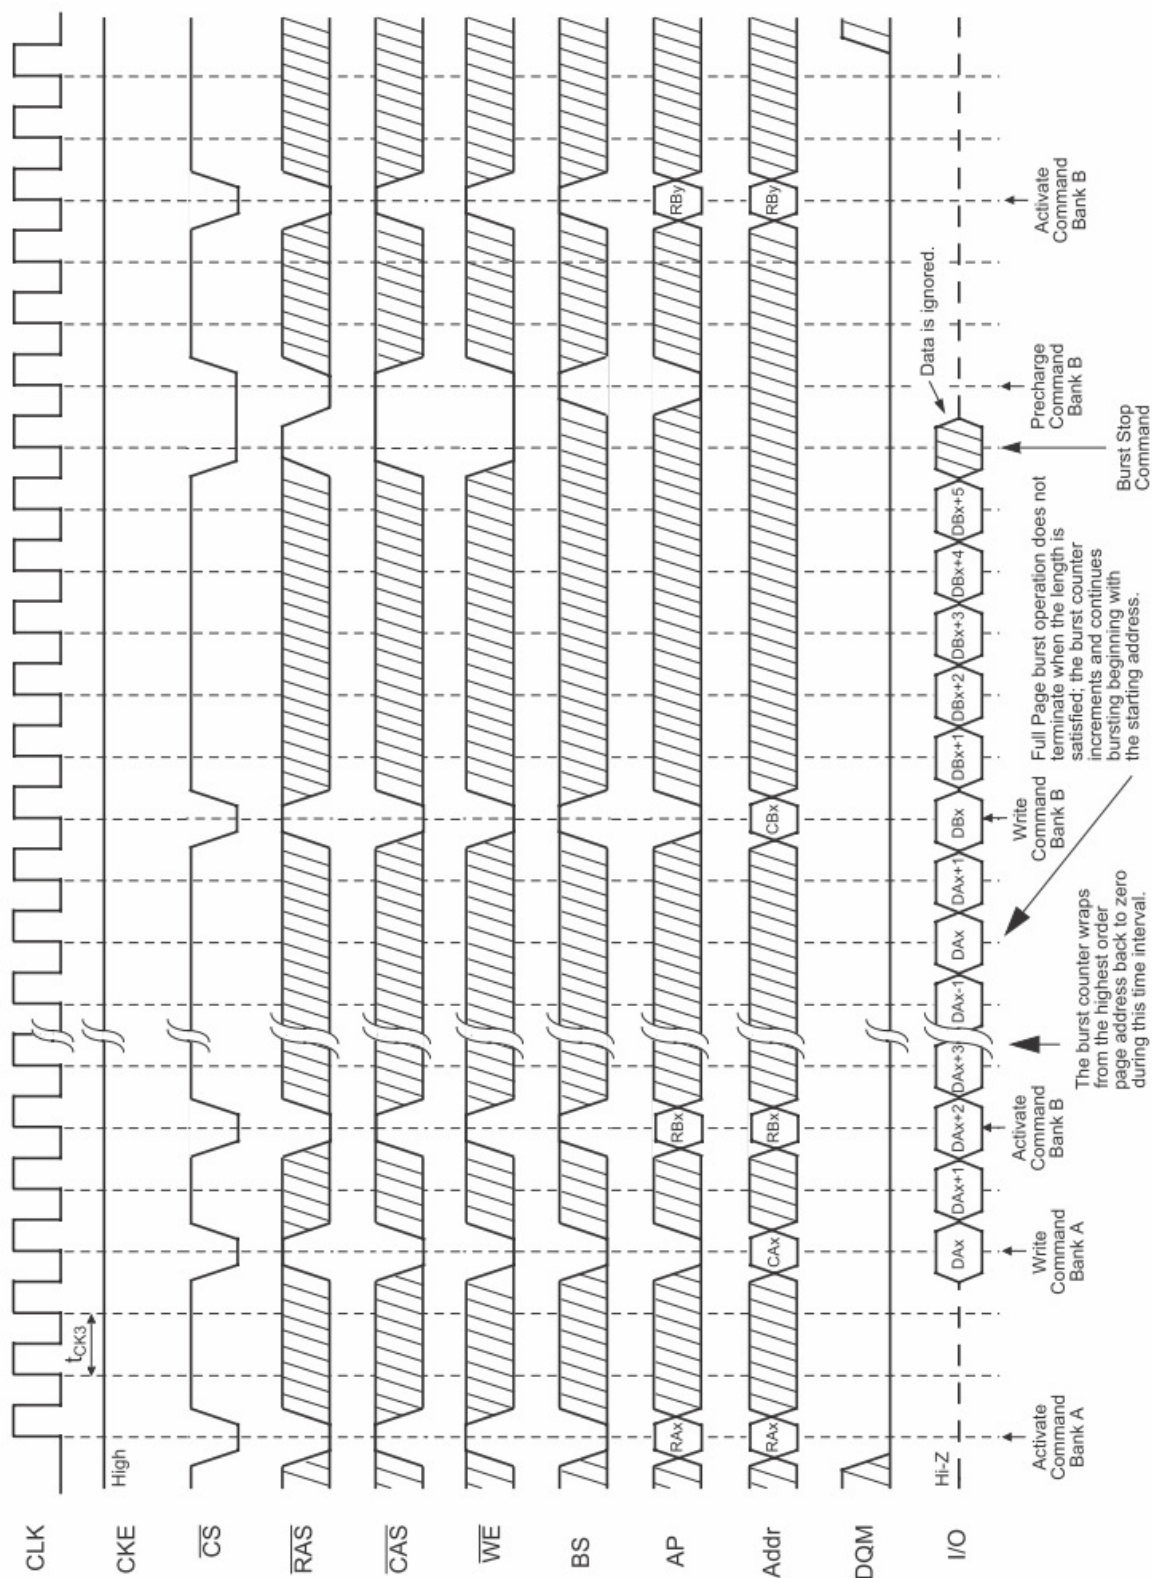 CLK
tCK3
CKE
High
CS
RAS
CAS
WE
BS
AP
RAx
RBx
RBy
Addr
RAx
CAx
RBx
CBx
RBy
DQM
I/O
Hi-Z
DAx
DAx+1
DAx+2
DAx+3
DAx-1
DAx
DAx+1
DBx
DBx+1
DBx+2
DBx+3
DBx+4
DBx+5
Data is ignored.
Activate
Command
Bank A
Write
Command
Bank A
Activate
Command
Bank B
The burst counter wraps
from the highest order
page address back to zero
during this time interval.
Write
Command
Bank B
Full Page burst operation does not
terminate when the length is
satisfied; the burst counter
increments and continues
bursting beginning with
the starting address.
Burst Stop
Command
Precharge
Command
Bank B
Activate
Command
Bank B